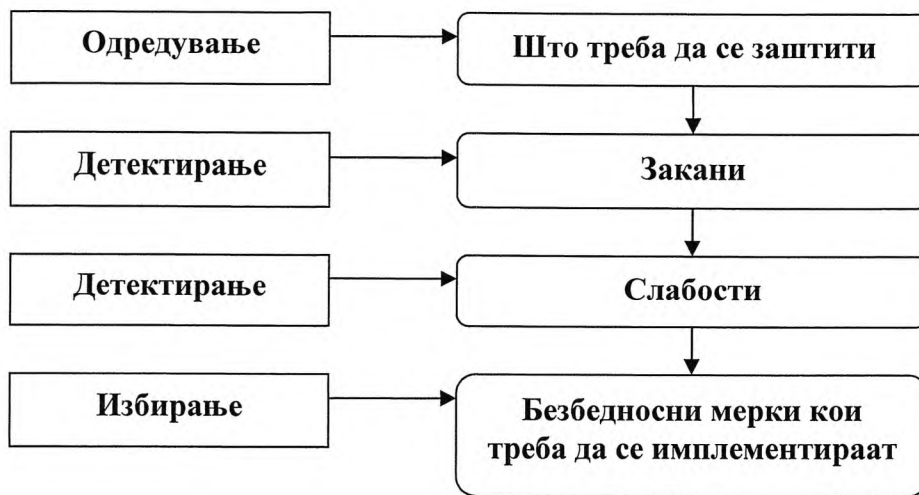 Одредување
Што треба да се заштити
Детектирање
Закани
Детектирање
Слабости
Избирање
Безбедносни мерки кои
треба да се имплементираат